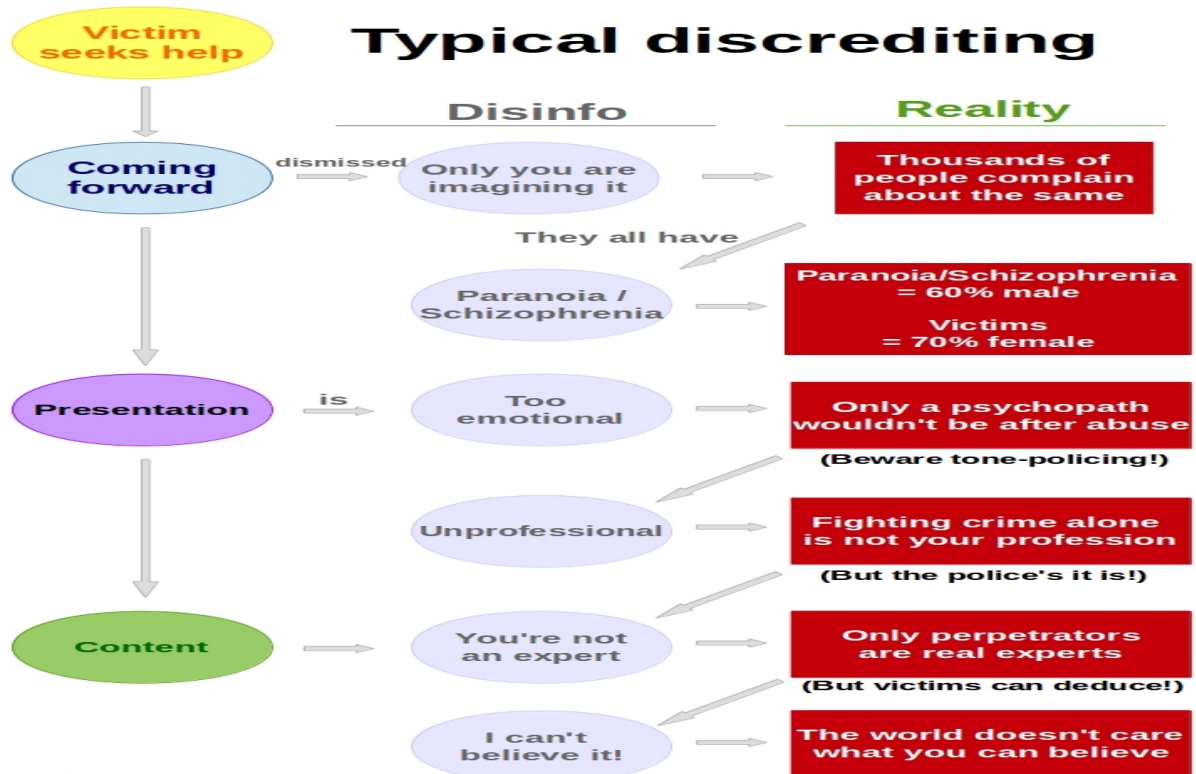 Victim
seeks help
Typical discrediting
Disinfo
Reality
Coming
forward
dismissed
Only you are
imagining it
Thousands of
people complain
about the same
They all have
Paranoia /
Schizophrenia
Paranoia/Schizophrenia
= 60% male
Victims
= 70% female
Presentation
is
Too
emotional
Only a psychopath
wouldn't be after abuse
(Beware tone-policing!)
Unprofessional
Fighting crime alone
is not your profession
(But the police's it is!)
Content
You're not
an expert
Only perpetrators
are real experts
(But victims can deduce!)
I can't
believe it!
The world doesn't care
what you can believe